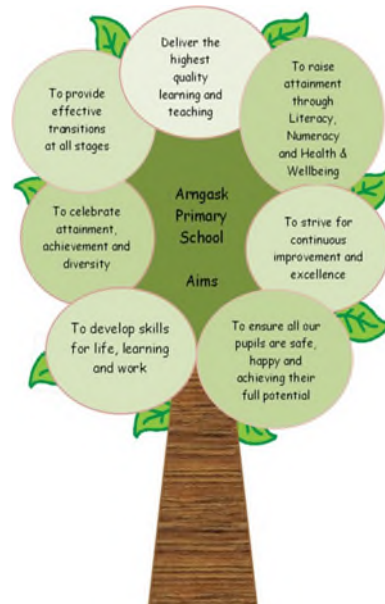 Deliver the
highest
quality
learning and
teaching
To raise
attainment
through
Literacy,
Numeracy
and Health &
Wellbeing
To strive for
continuous
improvement and
excellence
To ensure all our
pupils are safe,
happy and
achieving their
full potential
To develop skills
for life, learning
and work
To celebrate
attainment,
achievement and
diversity
To provide
effective
transitions
at all stages
Arngask
Primary
School
Aims